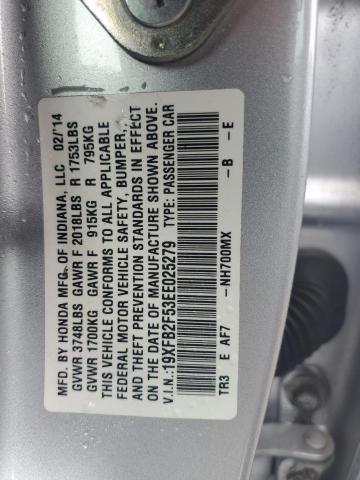 MFD. BY HONDA MFG. OF INDIANA, LLC 02/'14
GVWR 3748LBS GAWR F 2018LBS R 1753LBS
GVWR 1700KG GAWR F 915KG R 795KG
THIS VEHICLE CONFORMS TO ALL APPLICABLE
FEDERAL MOTOR VEHICLE SAFETY, BUMPER,
AND THEFT PREVENTION STANDARDS IN EFFECT
ON THE DATE OF MANUFACTURE SHOWN ABOVE.
V.I.N.:19XFB2F53EE025279 TYPE: PASSENGER CAR
TR3 E AF7 -NH700MX -B -E